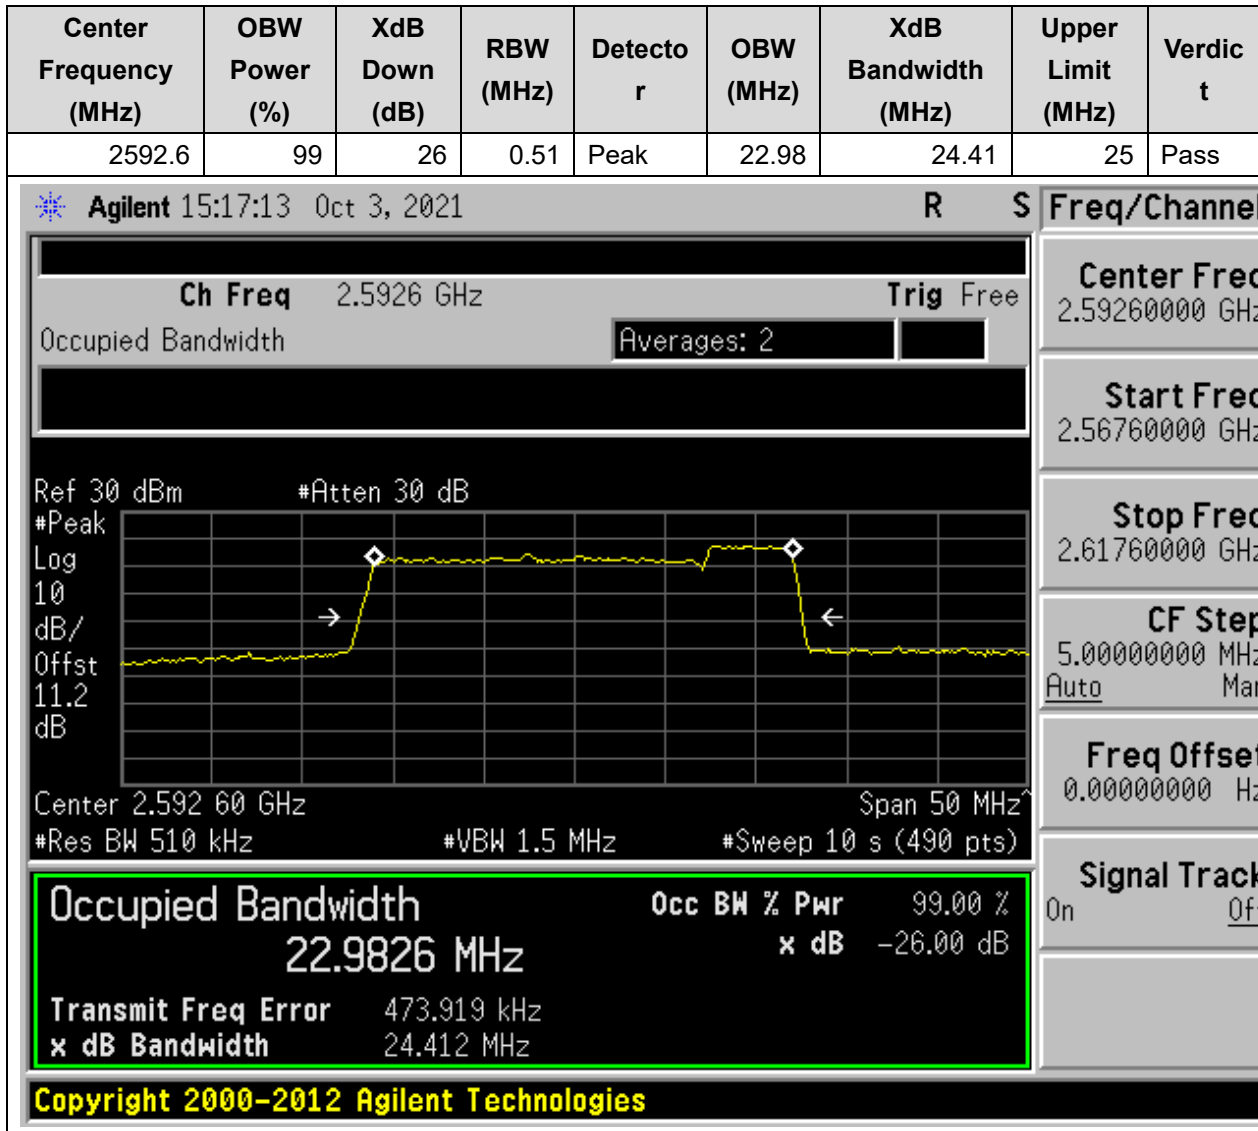 Center Frequency (MHz) OBW Power (%) XdB Down (dB) RBW (MHz) Detecto r OBW (MHz) XdB Bandwidth (MHz) Upper Limit (MHz) Verdic t
2592.6 99 26 0.51 Peak 22.98 24.41 25 Pass
Agilent 15:17:13 Oct 3, 2021 R S
Ch Freq 2.5926 GHz Trig Free
Occupied Bandwidth Averages: 2
Ref 30 dBm #Atten 30 dB
#Peak
Log
10
dB/
Offst
11.2
dB
Center 2.592 60 GHz Span 50 MHz^
#Res BW 510 kHz #VBW 1.5 MHz #Sweep 10 s (490 pts)
Occupied Bandwidth Occ BW % Pwr 99.00 %
22.9826 MHz x dB -26.00 dB
Transmit Freq Error 473.919 kHz
x dB Bandwidth 24.412 MHz
Copyright 2000-2012 Agilent Technologies
Freq/Channel
Center Freq
2.59260000 GHz
Start Freq
2.56760000 GHz
Stop Freq
2.61760000 GHz
CF Step
5.00000000 MHz
Auto Man
Freq Offset
0.00000000 Hz
Signal Track
On Off